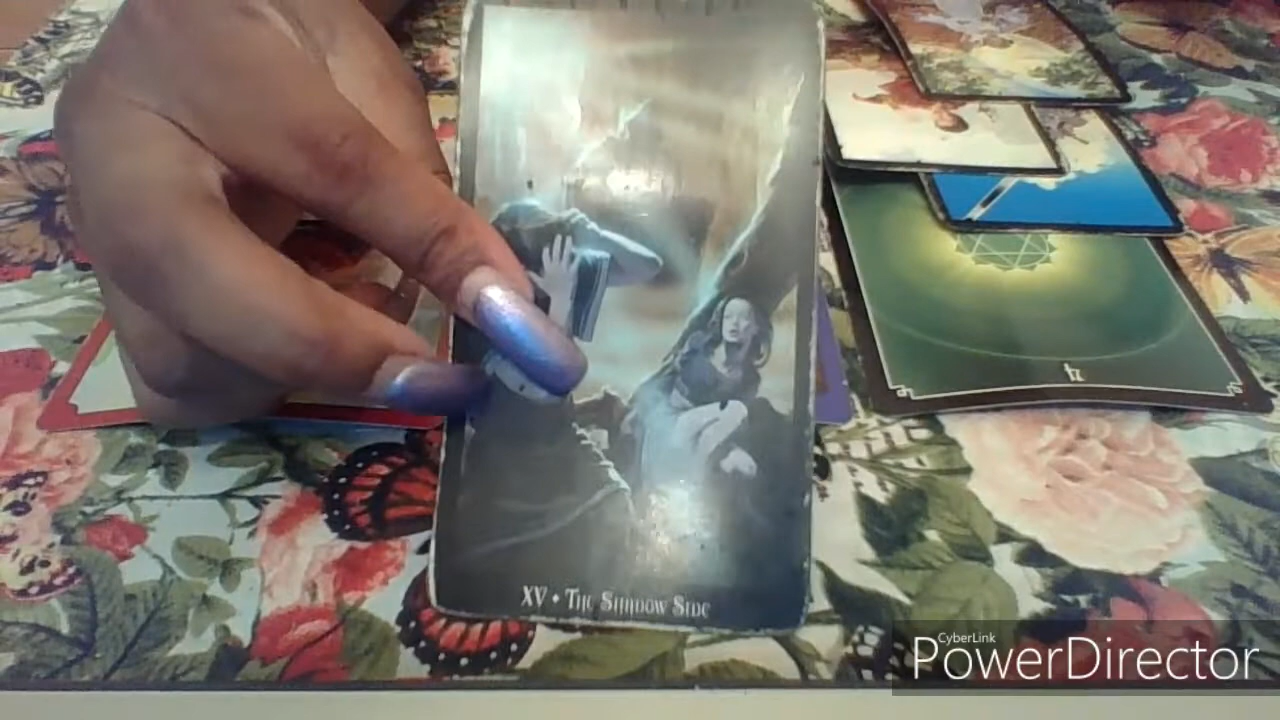 XV • The Shadow Side
CyberLink
PowerDirector